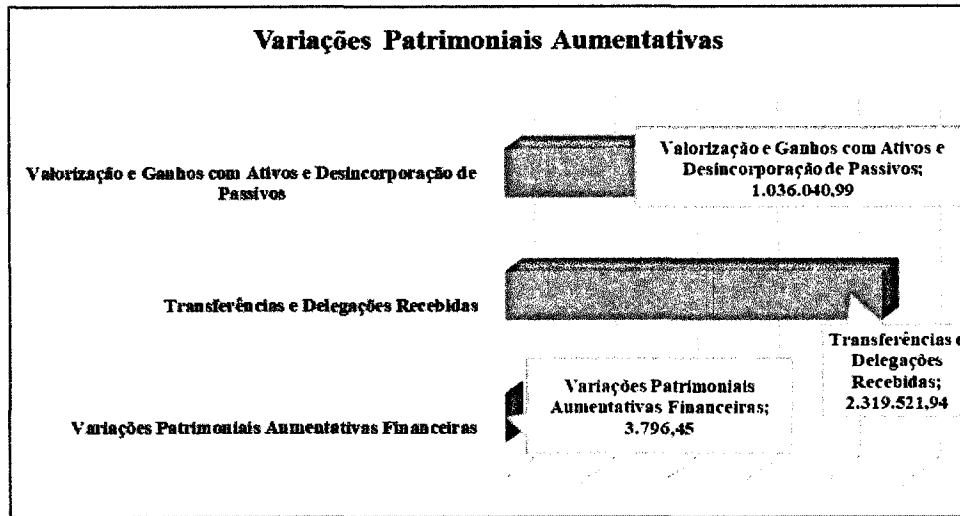 Variações Patrimoniais Aumentativas
Valorização e Ganhos com Ativos e Desincorporação de
Passivos
Valorização e Ganhos com Ativos e
Desincorporação de Passivos;
1.036.040,99
Transferências e Delegações Recebidas
Transferências e
Delegações
Recebidas;
2.319.521,94
Variações Patrimoniais Aumentativas Financeiras
Variações Patrimoniais
Aumentativas Financeiras;
3.796,45